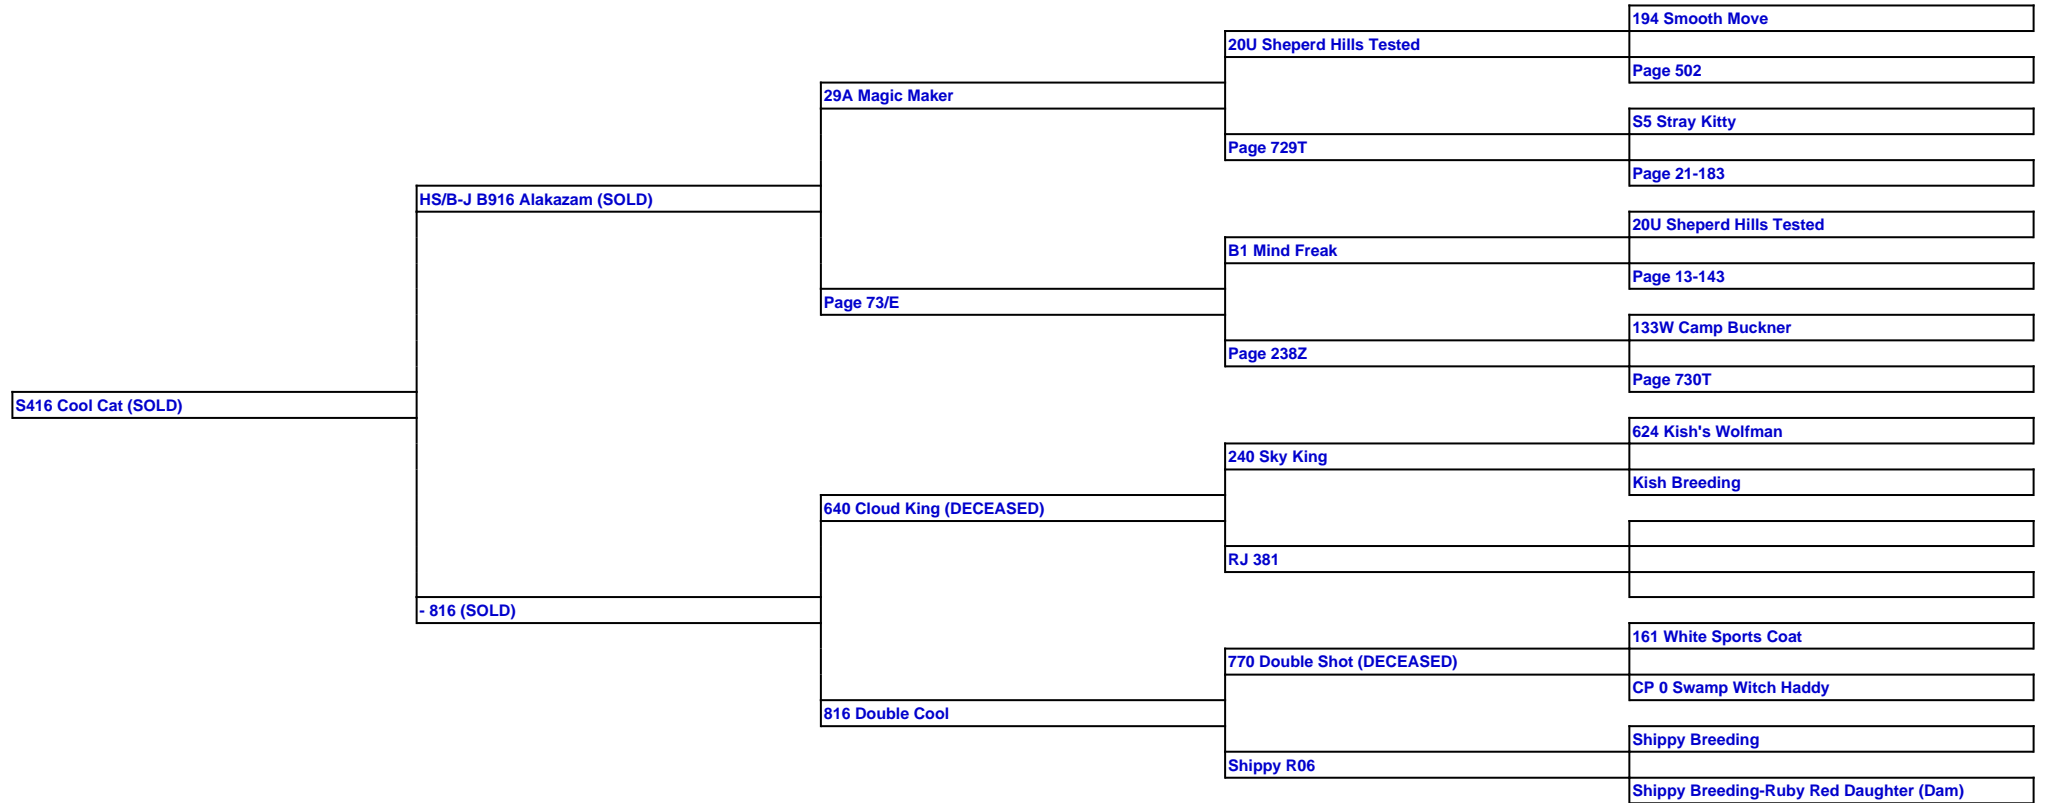 194 Smooth Move
20U Sheperd Hills Tested
Page 502
29A Magic Maker
S5 Stray Kitty
Page 729T
Page 21-183
HS/B-J B916 Alakazam (SOLD)
20U Sheperd Hills Tested
B1 Mind Freak
Page 13-143
Page 73/E
133W Camp Buckner
Page 238Z
Page 730T
S416 Cool Cat (SOLD)
624 Kish's Wolfman
240 Sky King
Kish Breeding
640 Cloud King (DECEASED)
RJ 381
- 816 (SOLD)
161 White Sports Coat
770 Double Shot (DECEASED)
CP 0 Swamp Witch Haddy
816 Double Cool
Shippy Breeding
Shippy R06
Shippy Breeding-Ruby Red Daughter (Dam)